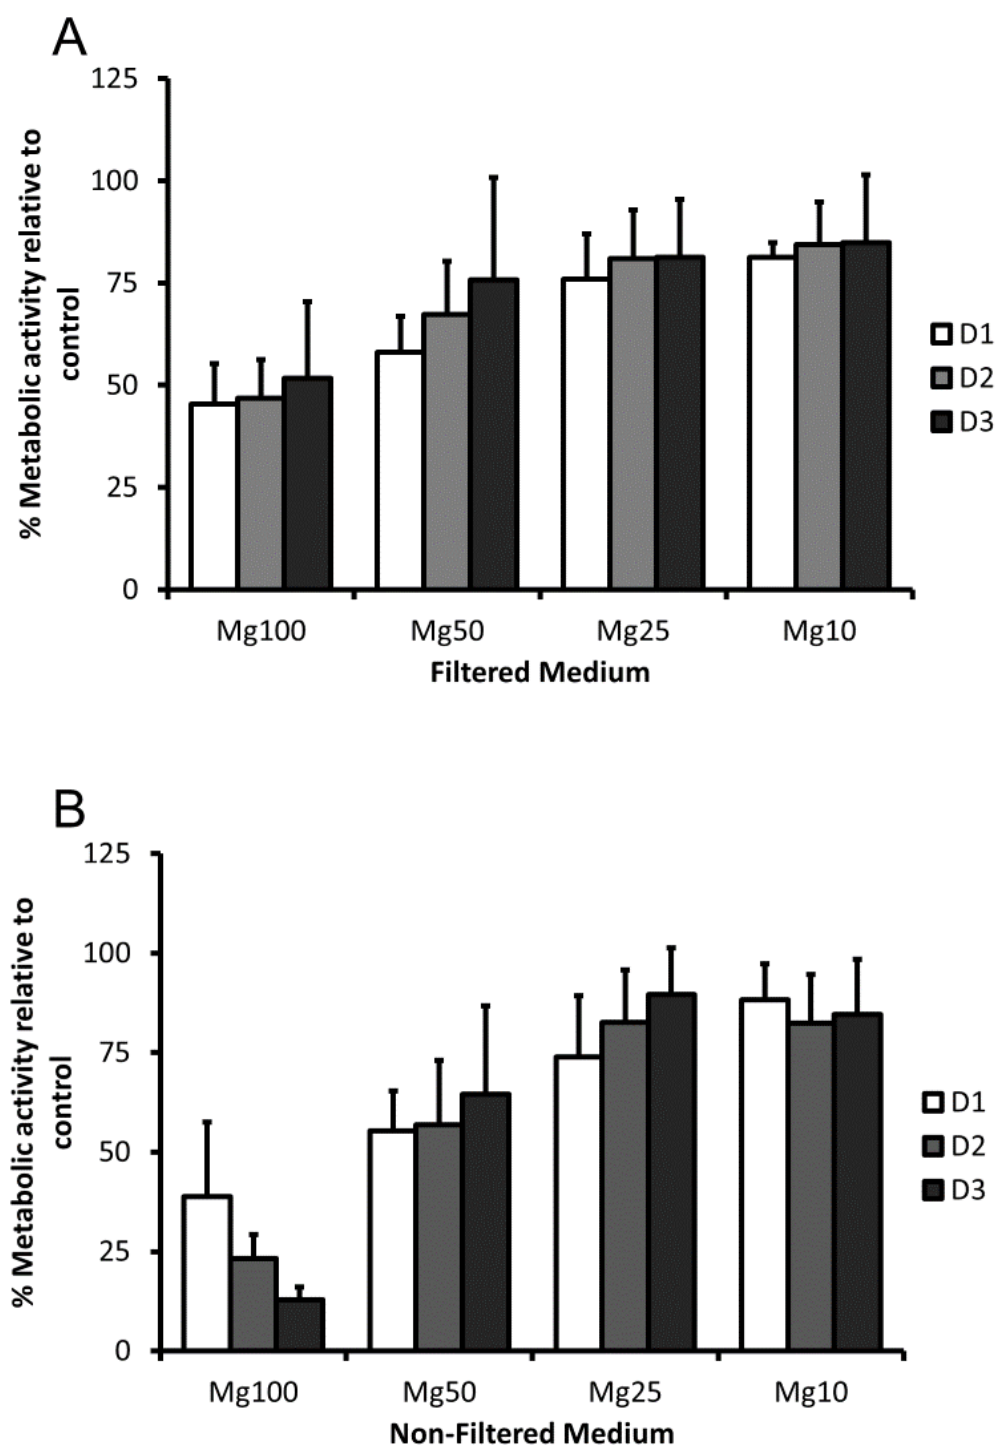 A
% Metabolic activity relative to
control
125
100
75
50
25
0
Mg100 Mg50 Mg25 Mg10
Filtered Medium
D1
D2
D3
B
% Metabolic activity relative to
control
125
100
75
50
25
0
Mg100 Mg50 Mg25 Mg10
Non-Filtered Medium
D1
D2
D3